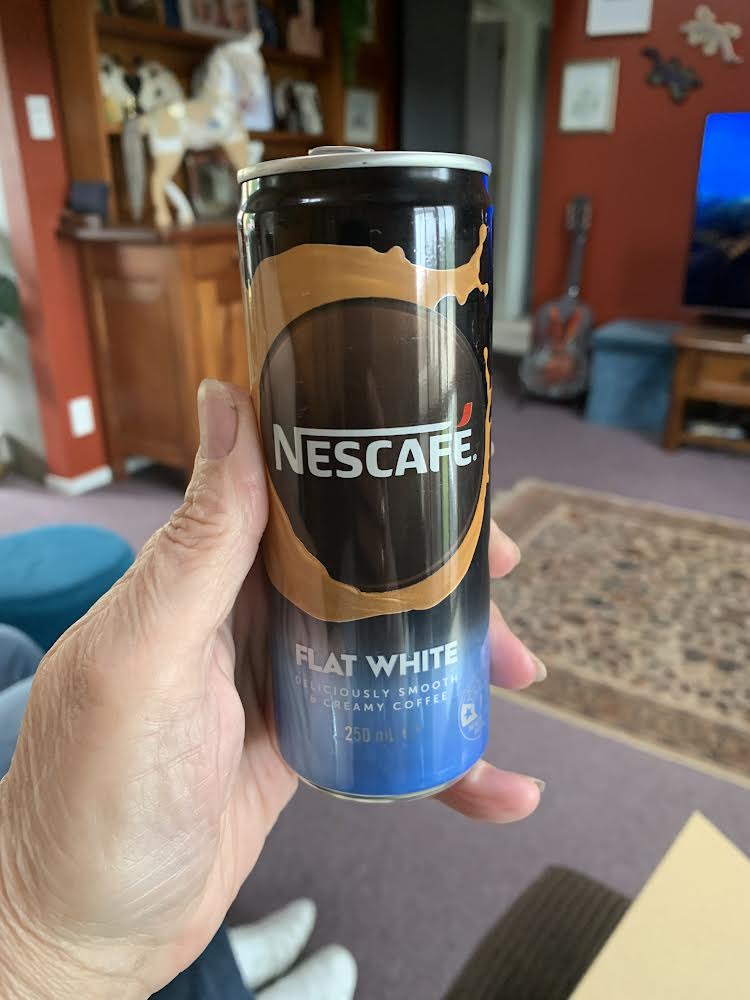 NESCAFÉ.
FLAT WHITE
DELICIOUSLY SMOOTH
& CREAMY COFFEE
250 mL